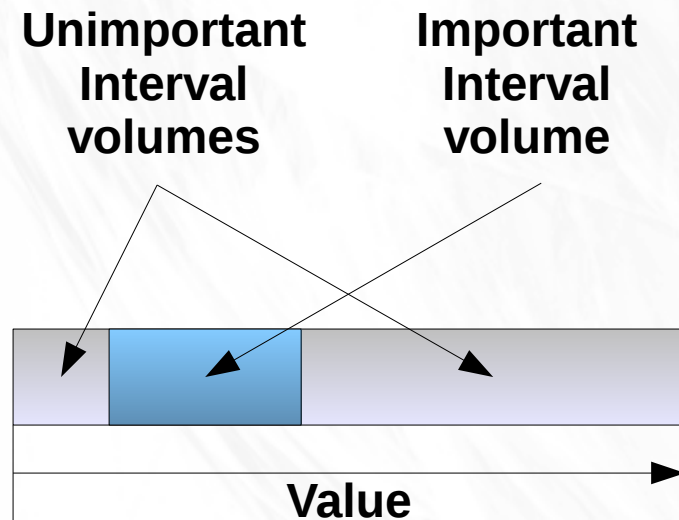 Unimportant
Interval
volumes
Important
Interval
volume
Value